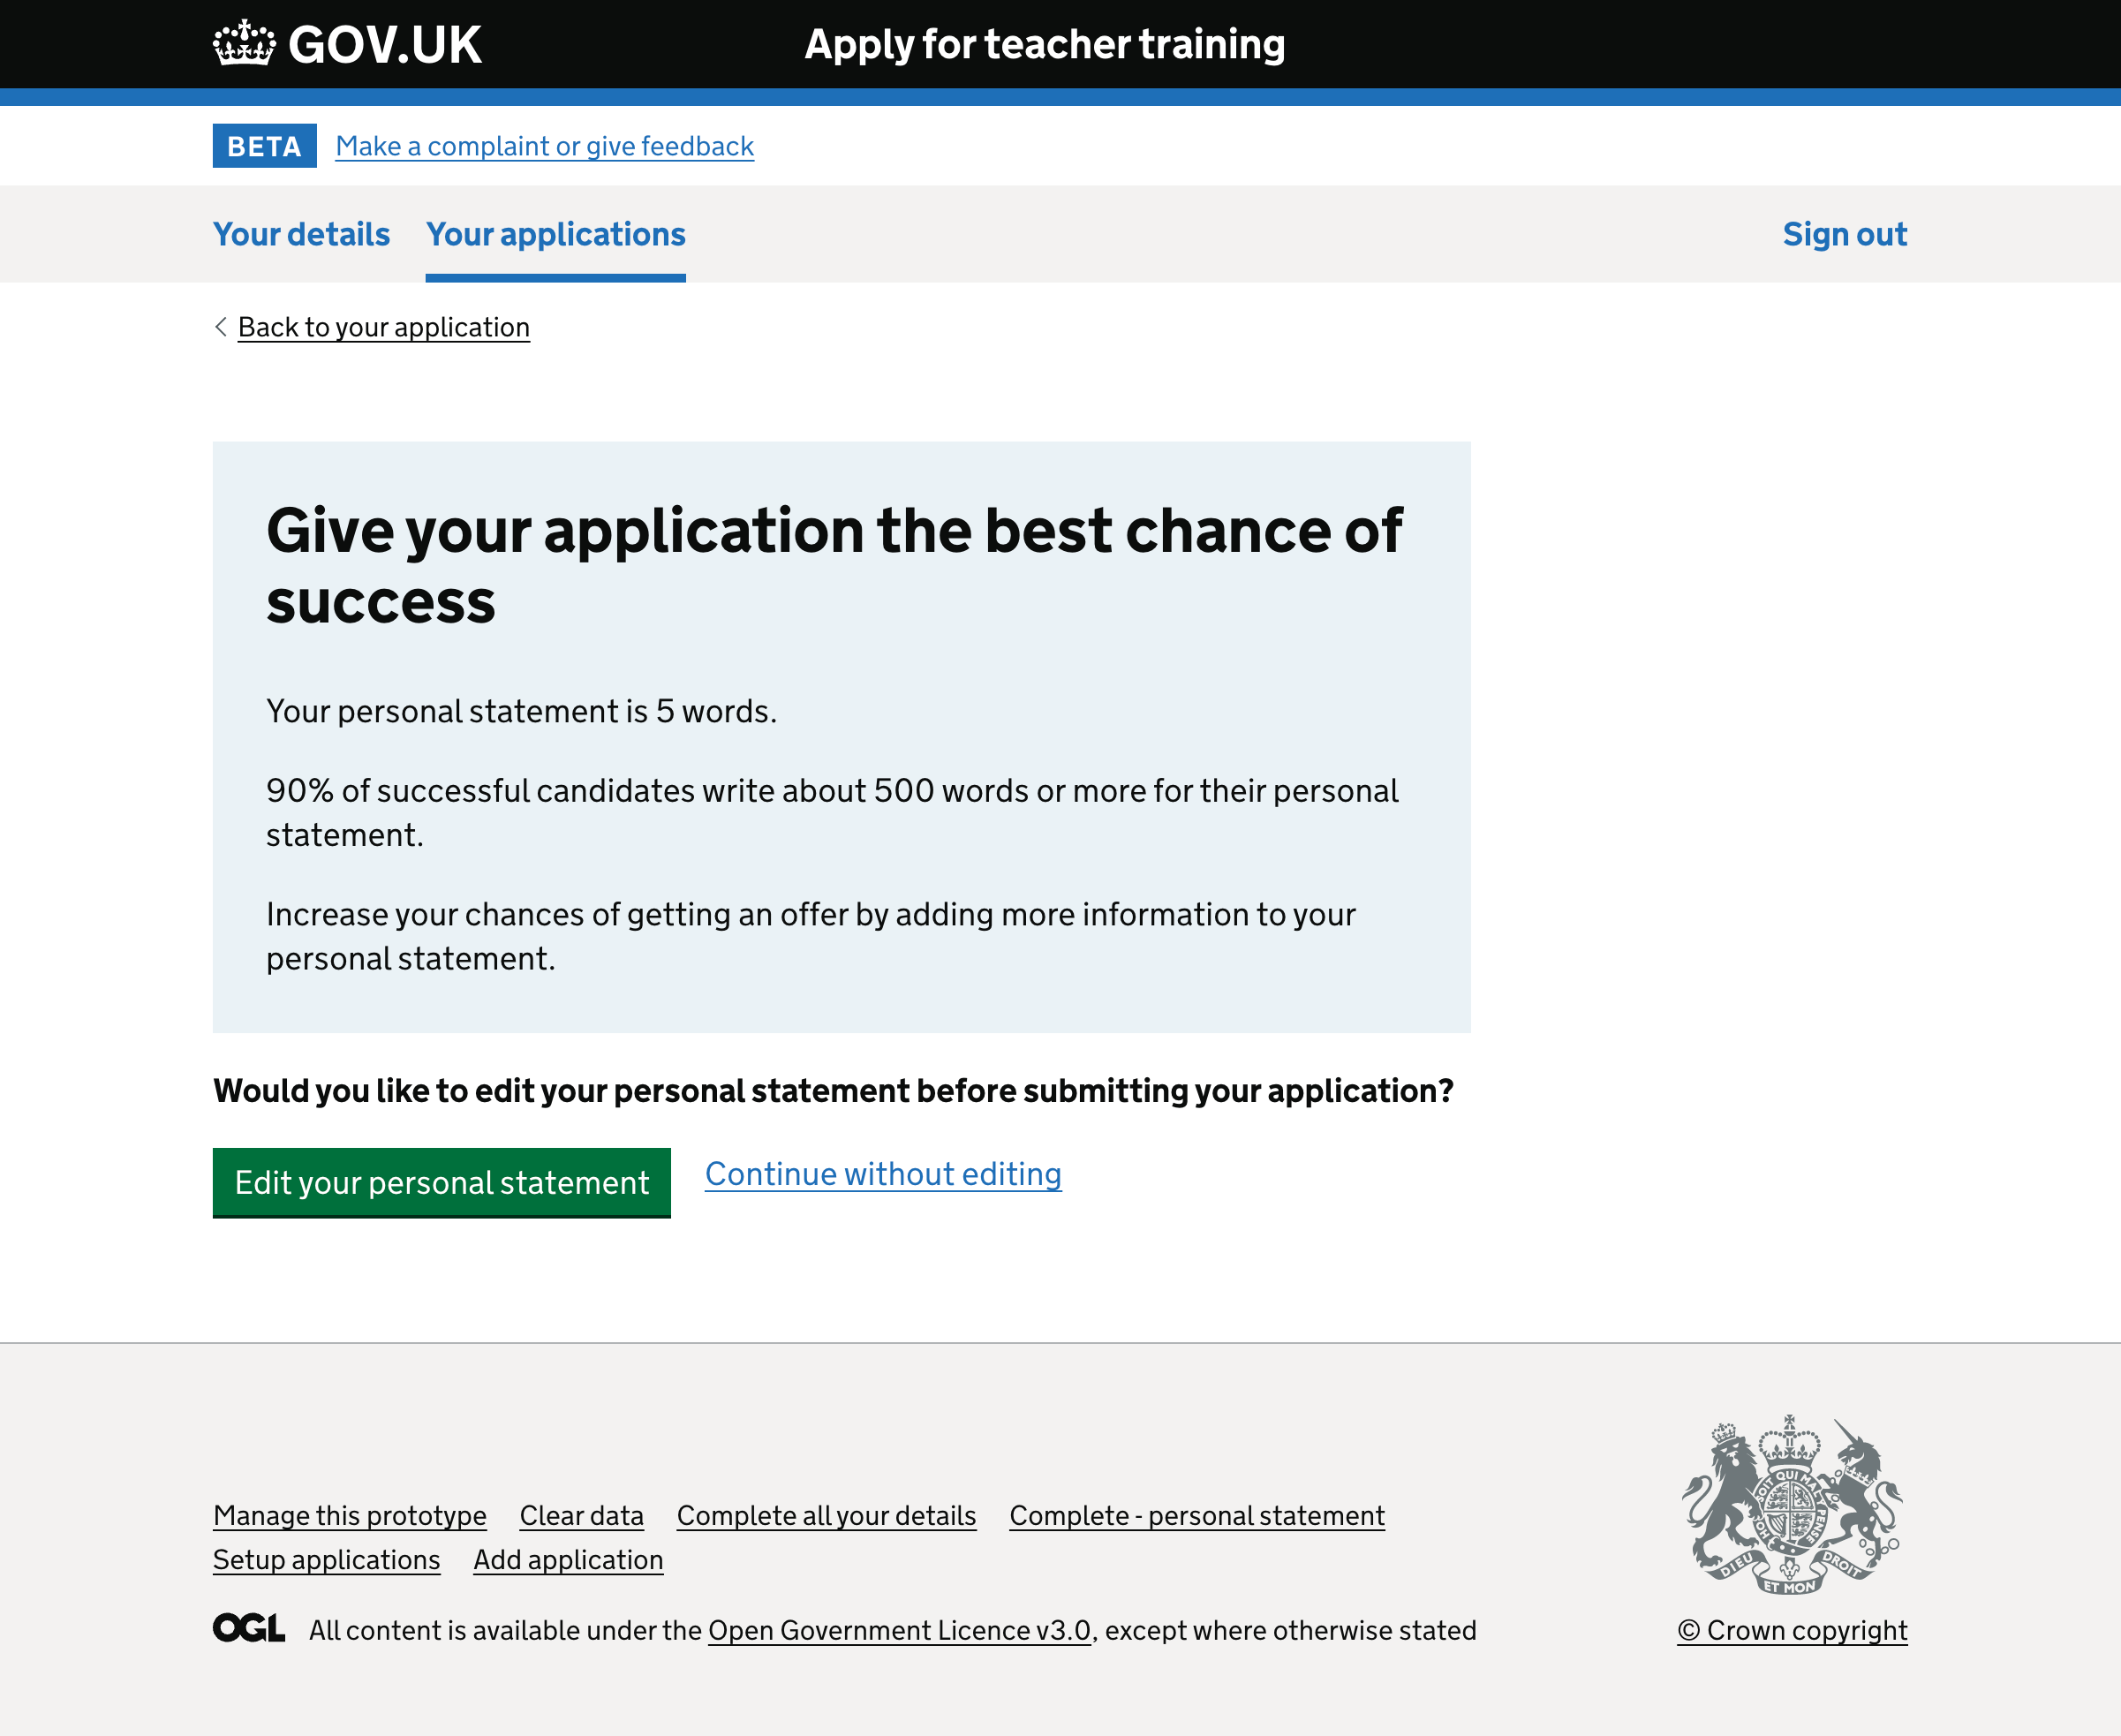 GOV.UK
Apply for teacher training
BETA Make a complaint or give feedback
Your details Your applications Sign out
Back to your application
Give your application the best chance of
success
Your personal statement is 5 words.
90% of successful candidates write about 500 words or more for their personal
statement.
Increase your chances of getting an offer by adding more information to your
personal statement.
Would you like to edit your personal statement before submitting your application?
Edit your personal statement Continue without editing
Manage this prototype Clear data Complete all your details Complete - personal statement
Setup applications Add application
OGL All content is available under the Open Government Licence v3.0, except where otherwise stated
DIEU ET MON DROIT
© Crown copyright